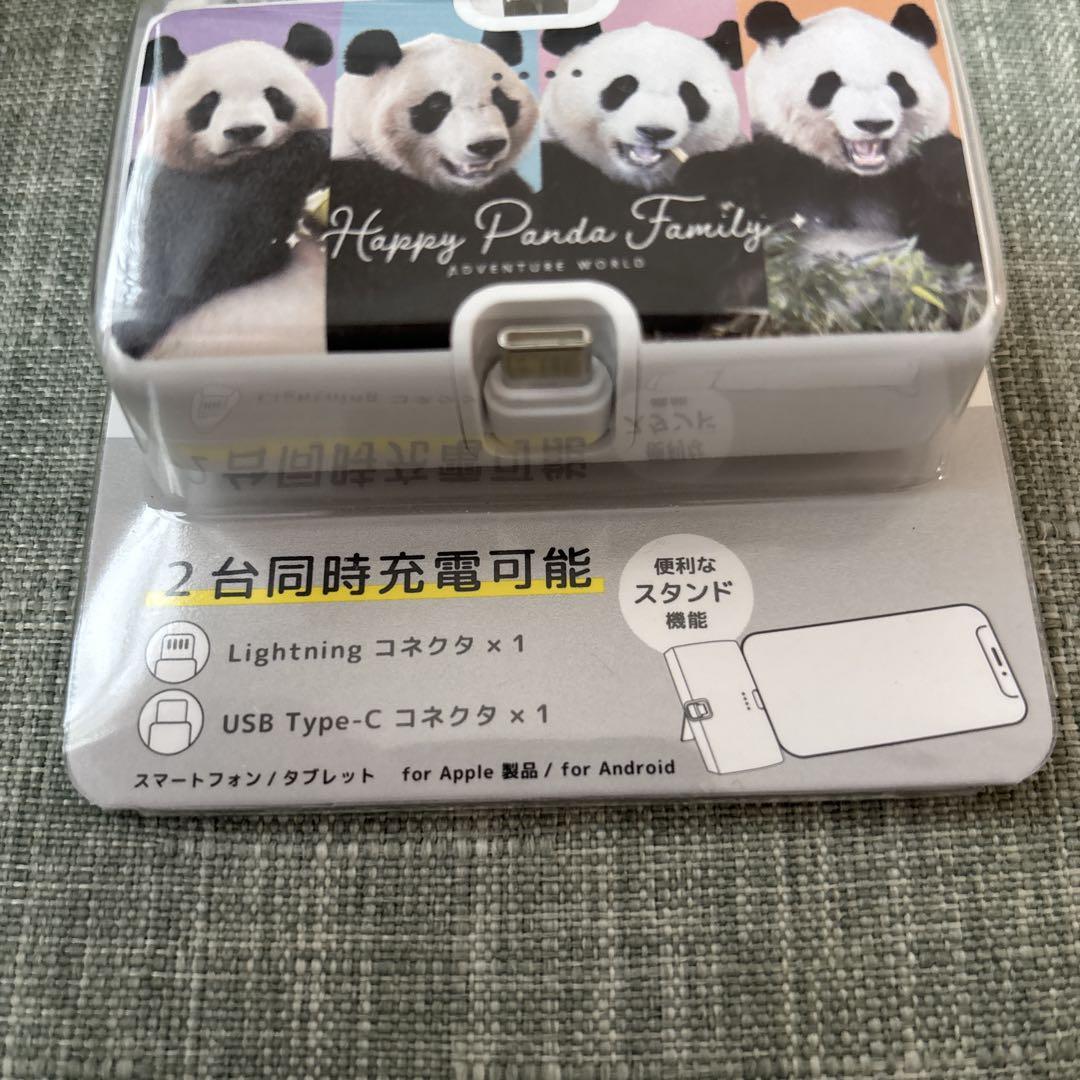 Happy Panda Family
ADVENTURE WORLD
２台同時充電可能
便利な
スタンド
機能
Lightning コネクタ × 1
USB Type-C コネクタ × 1
スマートフォン / タブレット for Apple 製品 / for Android